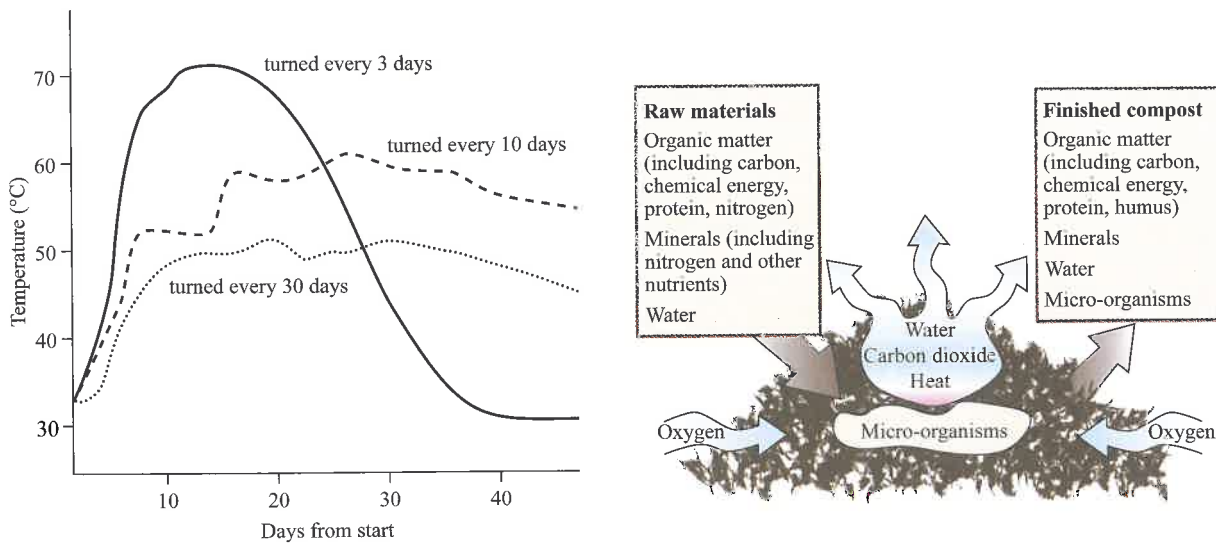 Temperature (°C)
70
60
50
40
30
10
20
30
40
Days from start
turned every 3 days
turned every 10 days
turned every 30 days
Raw materials
Organic matter
(including carbon,
chemical energy,
protein, nitrogen)
Minerals (including
nitrogen and other
nutrients)
Water
Finished compost
Organic matter
(including carbon,
chemical energy,
protein, humus)
Minerals
Water
Micro-organisms
Water
Carbon dioxide
Heat
Oxygen
Micro-organisms
Oxygen